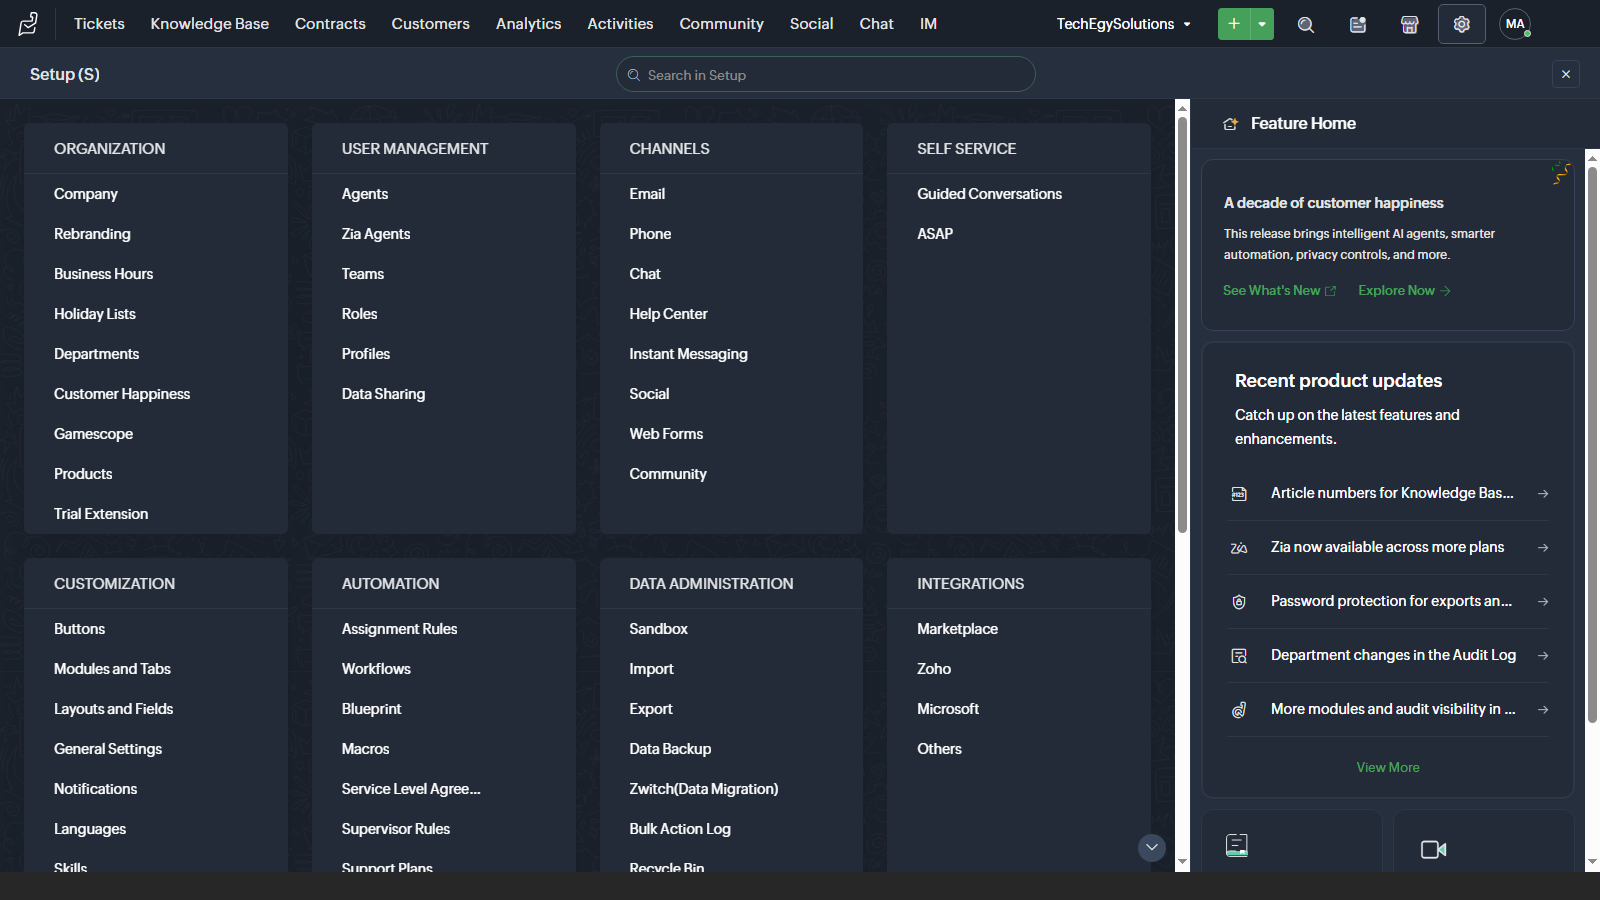 Tickets Knowledge Base Contracts Customers Analytics Activities Community Social Chat IM TechEgySolutions MA
Setup (S)
Search in Setup
ORGANIZATION
Company
Rebranding
Business Hours
Holiday Lists
Departments
Customer Happiness
Gamescope
Products
Trial Extension
USER MANAGEMENT
Agents
Zia Agents
Teams
Roles
Profiles
Data Sharing
CHANNELS
Email
Phone
Chat
Help Center
Instant Messaging
Social
Web Forms
Community
SELF SERVICE
Guided Conversations
ASAP
CUSTOMIZATION
Buttons
Modules and Tabs
Layouts and Fields
General Settings
Notifications
Languages
Skills
AUTOMATION
Assignment Rules
Workflows
Blueprint
Macros
Service Level Agree...
Supervisor Rules
Support Plans
DATA ADMINISTRATION
Sandbox
Import
Export
Data Backup
Zwitch(Data Migration)
Bulk Action Log
Recycle Bin
INTEGRATIONS
Marketplace
Zoho
Microsoft
Others
Feature Home
A decade of customer happiness
This release brings intelligent AI agents, smarter
automation, privacy controls, and more.
See What's New Explore Now
Recent product updates
Catch up on the latest features and
enhancements.
Article numbers for Knowledge Bas...
Zia now available across more plans
Password protection for exports an...
Department changes in the Audit Log
More modules and audit visibility in ...
View More